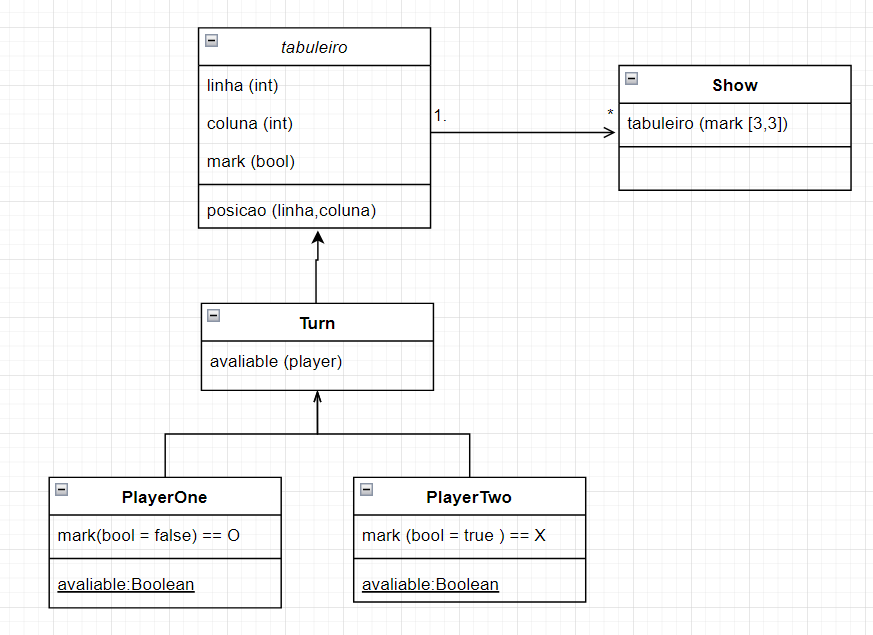 tabuleiro
linha (int)
coluna (int)
mark (bool)
posicao (linha,coluna)
1.
*
Show
tabuleiro (mark [3,3])
Turn
avaliable (player)
PlayerOne
mark(bool = false) == O
avaliable:Boolean
PlayerTwo
mark (bool = true ) == X
avaliable:Boolean